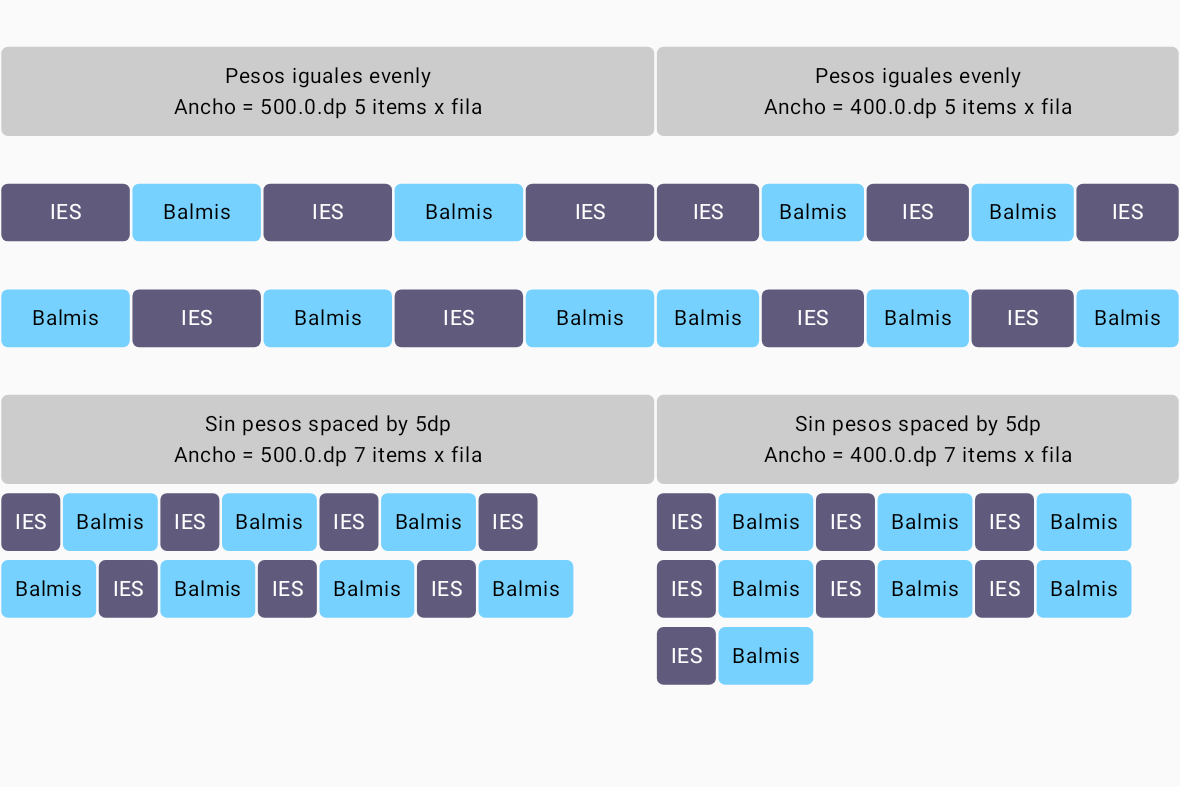 Pesos iguales evenly
Ancho = 500.0.dp 5 items x fila
Pesos iguales evenly
Ancho = 400.0.dp 5 items x fila
IES Balmis IES Balmis IES IES Balmis IES Balmis IES
Balmis IES Balmis IES Balmis Balmis IES Balmis IES Balmis
Sin pesos spaced by 5dp
Ancho = 500.0.dp 7 items x fila
Sin pesos spaced by 5dp
Ancho = 400.0.dp 7 items x fila
IES Balmis IES Balmis IES Balmis IES
Balmis IES Balmis IES Balmis IES Balmis
IES Balmis IES Balmis IES Balmis
IES Balmis IES Balmis IES Balmis
IES Balmis